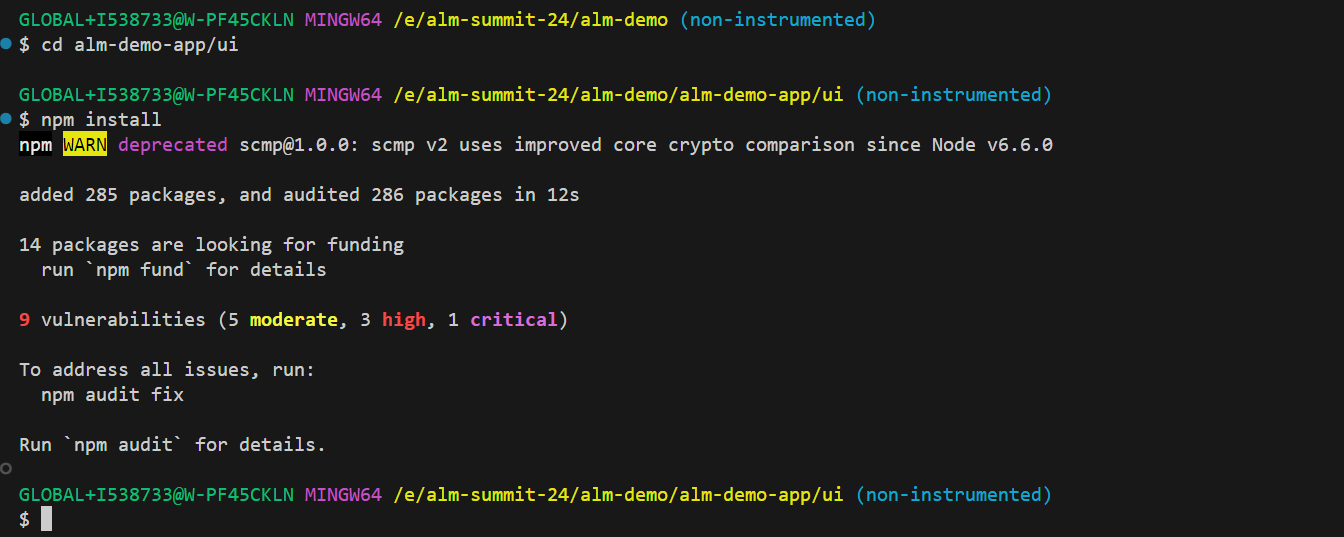 GLOBAL+I538733@W-PF45CKLN MINGW64 /e/alm-summit-24/alm-demo (non-instrumented)
$ cd alm-demo-app/ui
GLOBAL+I538733@W-PF45CKLN MINGW64 /e/alm-summit-24/alm-demo/alm-demo-app/ui (non-instrumented)
$ npm install
npm WARN deprecated scmp@1.0.0: scmp v2 uses improved core crypto comparison since Node v6.6.0
added 285 packages, and audited 286 packages in 12s
14 packages are looking for funding
  run `npm fund` for details
9 vulnerabilities (5 moderate, 3 high, 1 critical)
To address all issues, run:
  npm audit fix
Run `npm audit` for details.
GLOBAL+I538733@W-PF45CKLN MINGW64 /e/alm-summit-24/alm-demo/alm-demo-app/ui (non-instrumented)
$